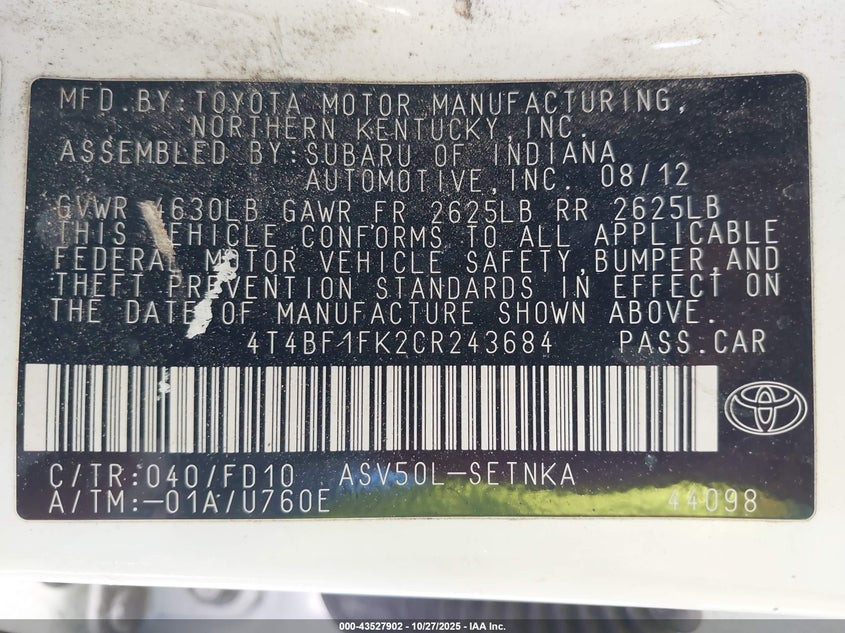 MFD.BY:TOYOTA MOTOR MANUFACTURING,
NORTHERN KENTUCKY,INC.
ASSEMBLED BY:SUBARU OF INDIANA
AUTOMOTIVE,INC. 08/12
GVWR 4630LB GAWR FR 2625LB RR 2625LB
THIS VEHICLE CONFORMS TO ALL APPLICABLE
FEDERAL MOTOR VEHICLE SAFETY,BUMPER,AND
THEFT PREVENTION STANDARDS IN EFFECT ON
THE DATE OF MANUFACTURE SHOWN ABOVE.
4T4BF1FK2CR243684 PASS.CAR
C/TR:040/FD10 ASV50L-SETNKA
A/TM:-01A/U760E 44098
000-43527902 - 10/27/2025 - IAA Inc.